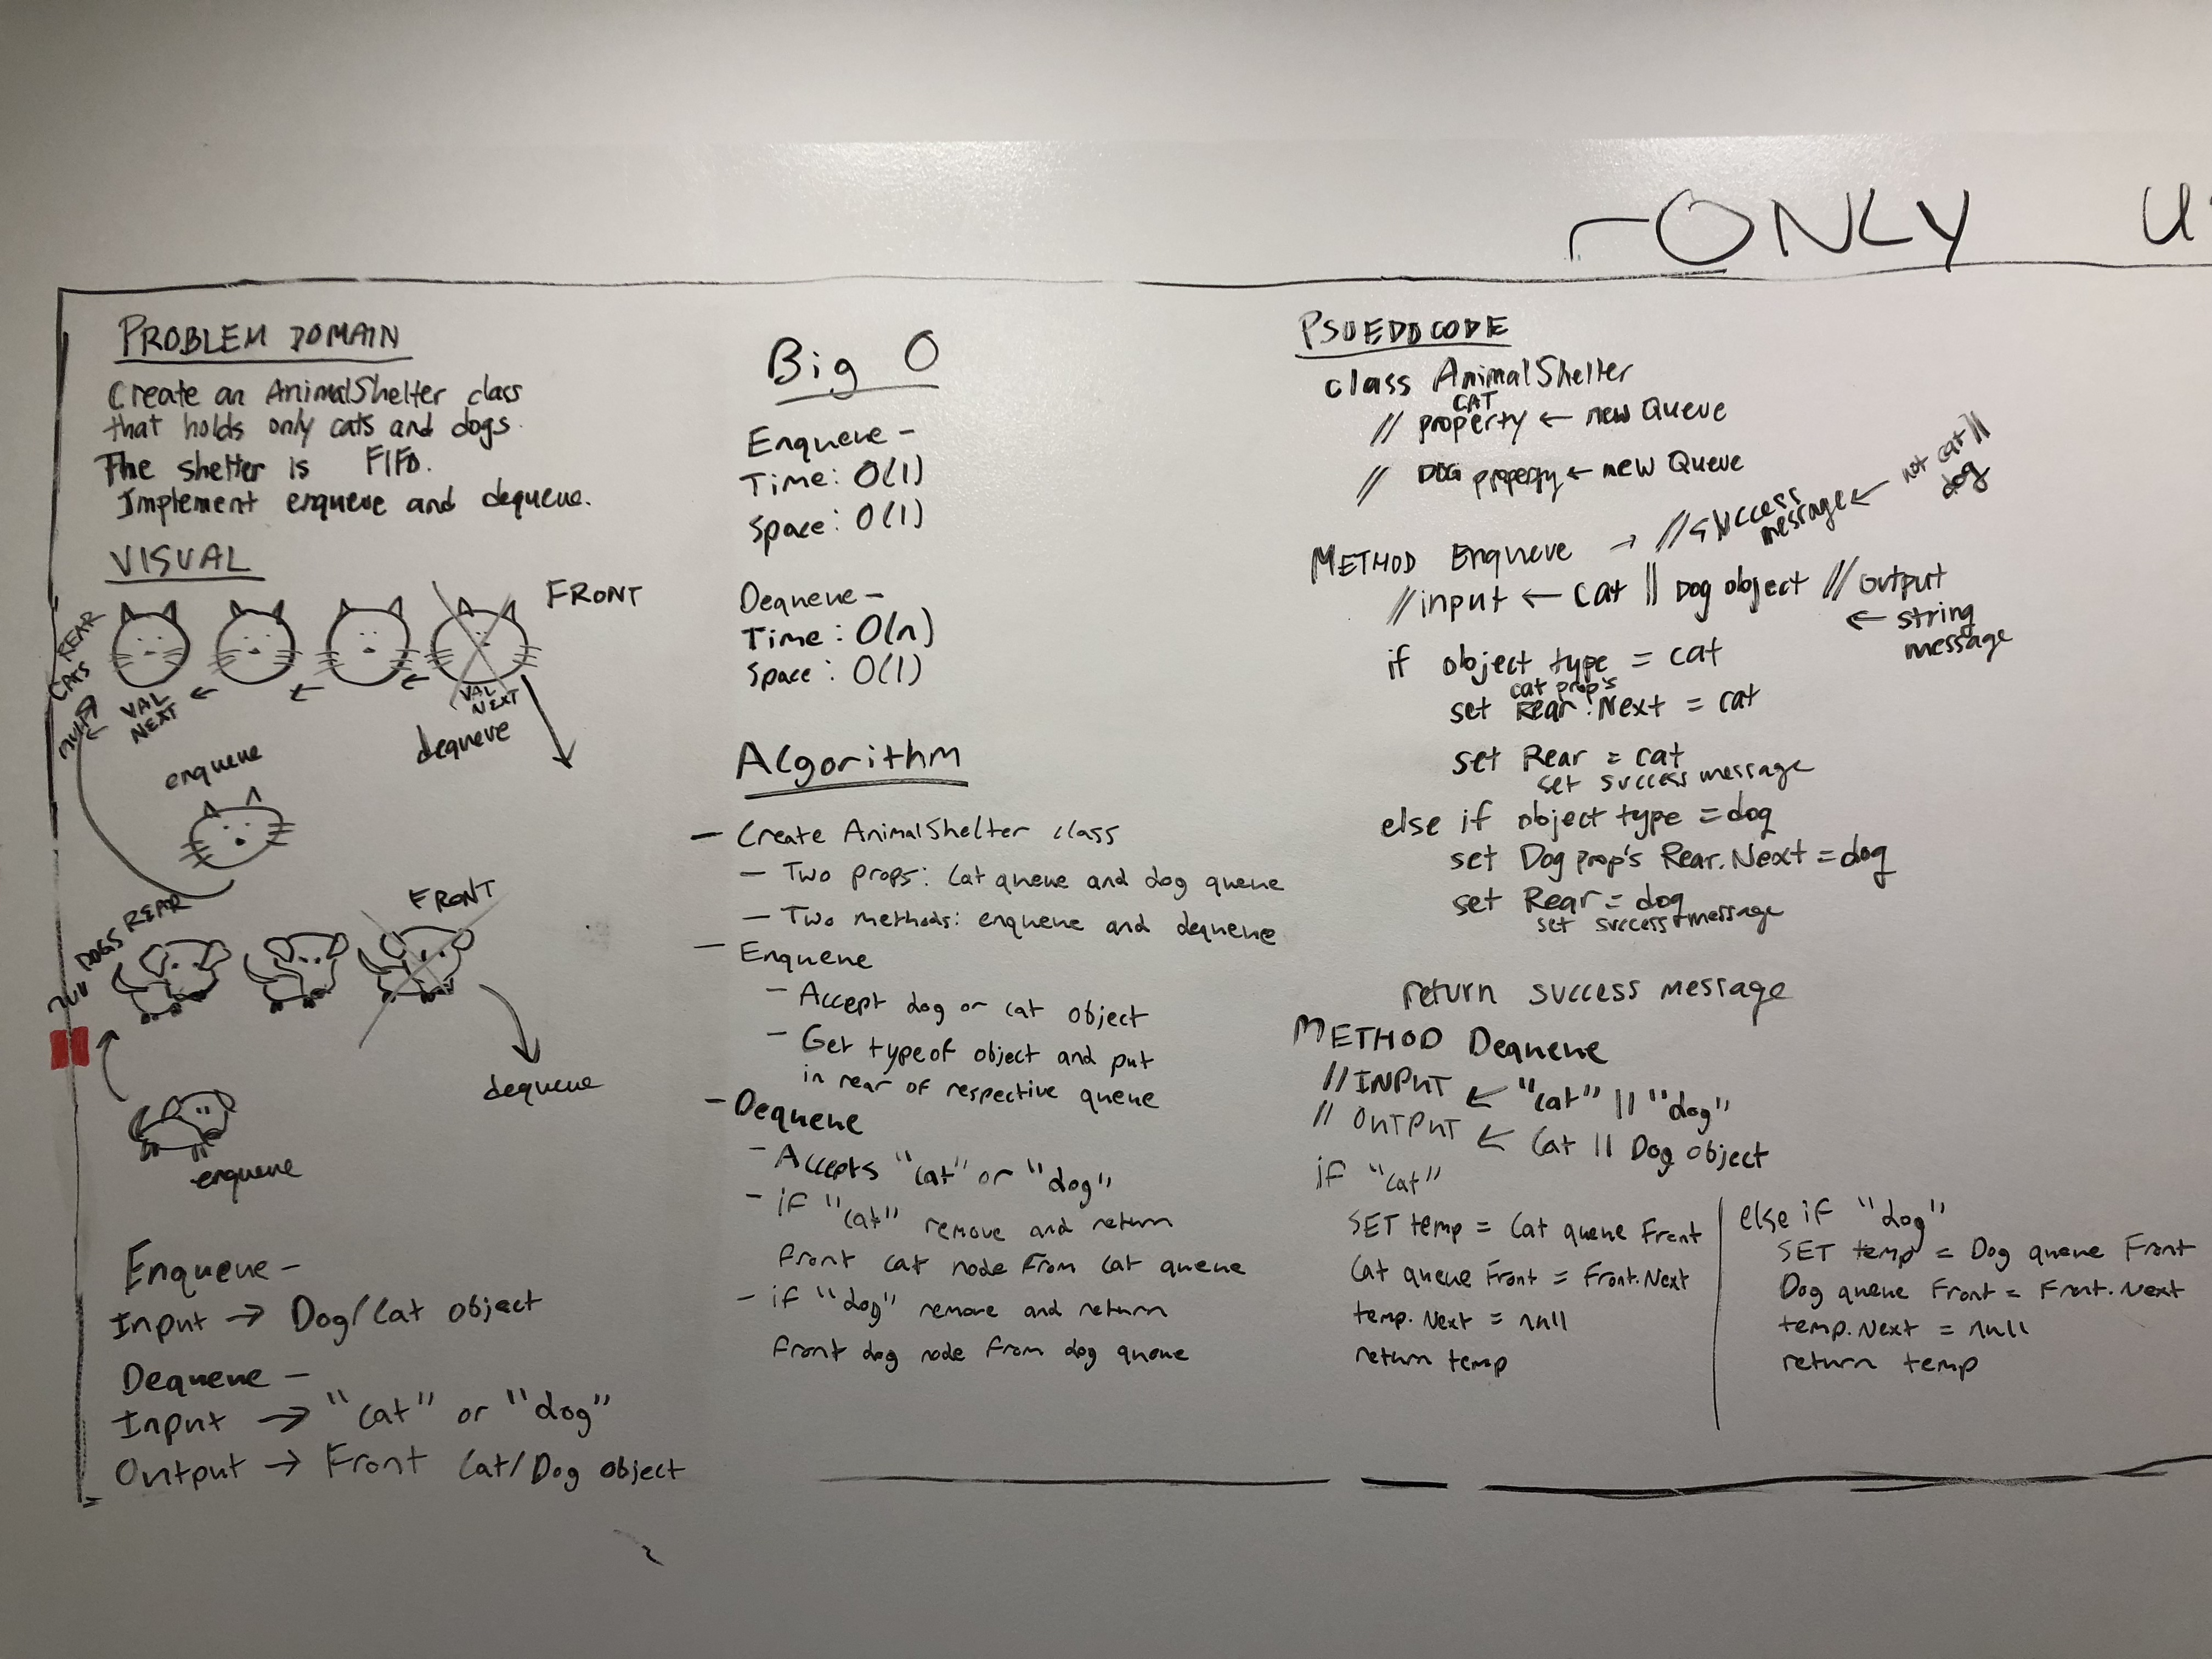 ONLY
PROBLEM DOMAIN
Create an AnimalShelter class
that holds only cats and dogs.
The shelter is FIFO.
Implement enqueue and dequeue.
VISUAL
FRONT
CATS REAR
null
VAL
NEXT
VAL
NEXT
dequeue
enqueue
FRONT
DOGS REAR
null
dequeue
enqueue
Enqueue -
Input → Dog/Cat object
Dequeue -
Input → "cat" or "dog"
Output → Front Cat/Dog object
Big O
Enqueue -
Time: O(1)
Space: O(1)
Dequeue -
Time: O(n)
Space: O(1)
Algorithm
- Create AnimalShelter class
- Two props: Cat queue and dog queue
- Two methods: enqueue and dequeue
- Enqueue
- Accept dog or cat object
- Get type of object and put
in rear of respective queue
- Dequeue
- Accepts "cat" or "dog"
- if "cat" remove and return
front cat node from cat queue
- if "dog" remove and return
front dog node from dog queue
PSUEDOCODE
class AnimalShelter
CAT
// property ← new Queue
// DOG property ← new Queue
METHOD Enqueue → // success
message ← not cat ||
dog
// input ← Cat || Dog object // output
← string
message
if object type = cat
cat prop's
set Rear.Next = cat
set Rear = cat
set success message
else if object type = dog
set Dog prop's Rear.Next = dog
set Rear = dog
set success message
return success message
METHOD Dequeue
// INPUT ← "cat" || "dog"
// OUTPUT ← Cat || Dog object
if "cat"
SET temp = Cat queue Front
Cat queue Front = Front.Next
temp.Next = null
return temp
else if "dog"
SET temp = Dog queue Front
Dog queue Front = Front.Next
temp.Next = null
return temp